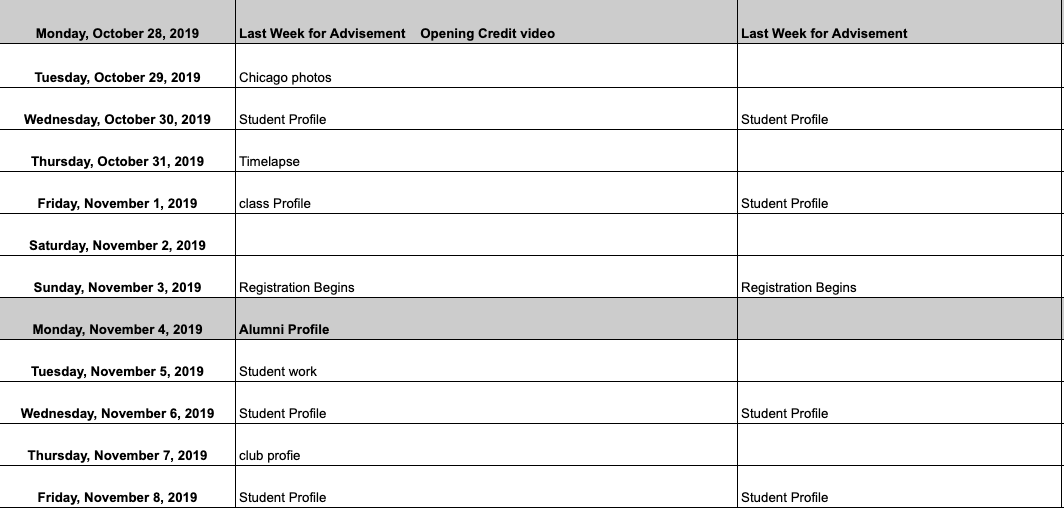 Monday, October 28, 2019 Last Week for Advisement Opening Credit video Last Week for Advisement
Tuesday, October 29, 2019 Chicago photos
Wednesday, October 30, 2019 Student Profile Student Profile
Thursday, October 31, 2019 Timelapse
Friday, November 1, 2019 class Profile Student Profile
Saturday, November 2, 2019
Sunday, November 3, 2019 Registration Begins Registration Begins
Monday, November 4, 2019 Alumni Profile
Tuesday, November 5, 2019 Student work
Wednesday, November 6, 2019 Student Profile Student Profile
Thursday, November 7, 2019 club profie
Friday, November 8, 2019 Student Profile Student Profile